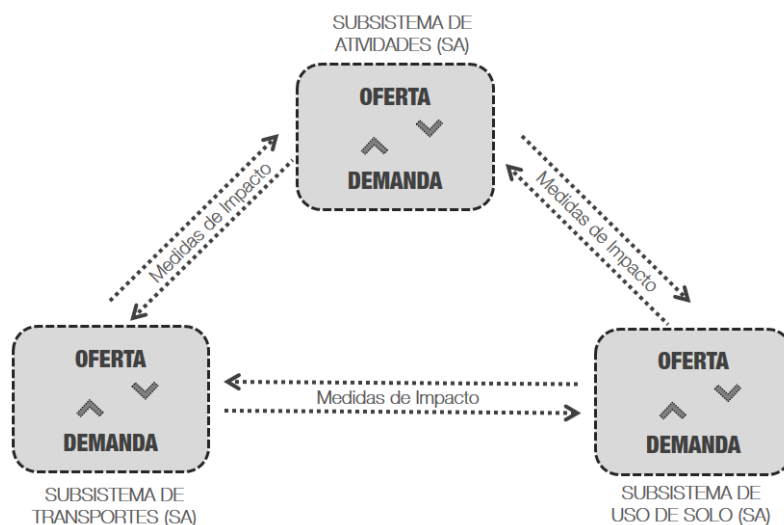 SUBSISTEMA DE
ATIVIDADES (SA)
OFERTA
DEMANDA
Medidas de Impacto
Medidas de Impacto
OFERTA
DEMANDA
Medidas de Impacto
OFERTA
DEMANDA
SUBSISTEMA DE
TRANSPORTES (SA)
SUBSISTEMA DE
USO DE SOLO (SA)